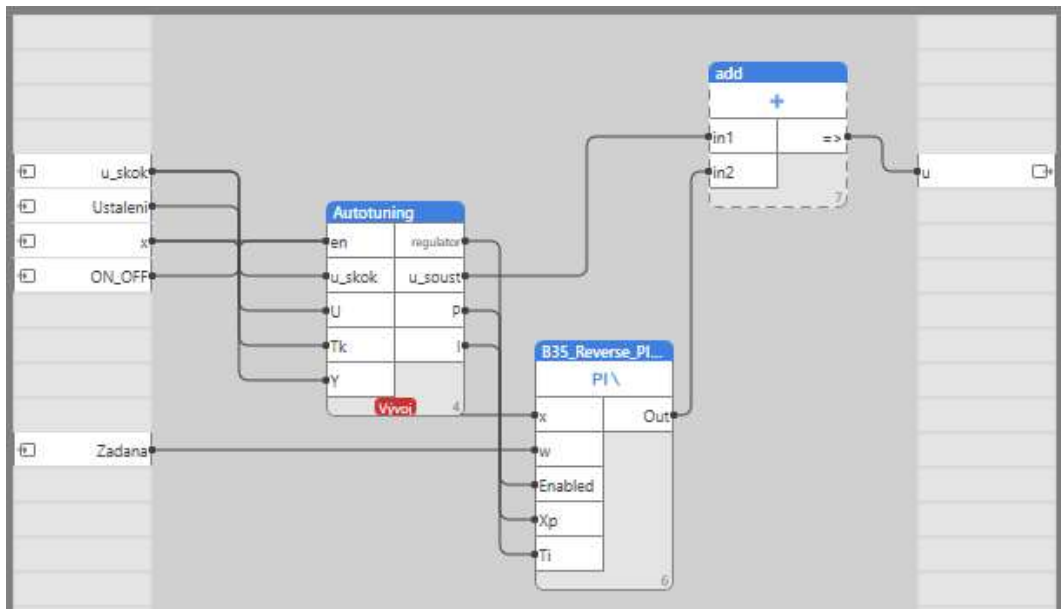 u_skok
Ustaleni
x
ON_OFF
Zadana
Autotuning
en
regulator
u_skok
u_soust
U
P
Tk
I
Y
Vývoj
4
B35_Reverse_PI...
PI\
x
Out
w
Enabled
Xp
Ti
6
add
+
in1
=>
in2
7
u